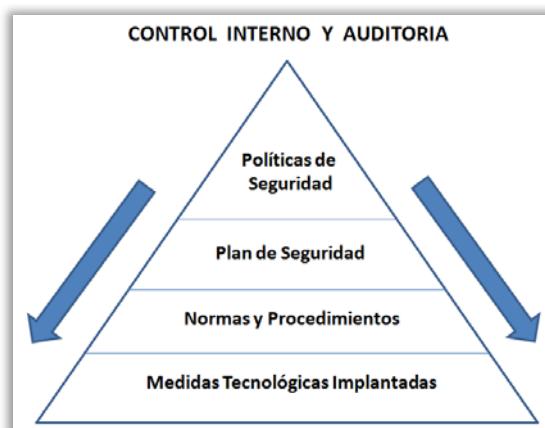 CONTROL INTERNO Y AUDITORIA
Políticas de
Seguridad
Plan de Seguridad
Normas y Procedimientos
Medidas Tecnológicas Implantadas